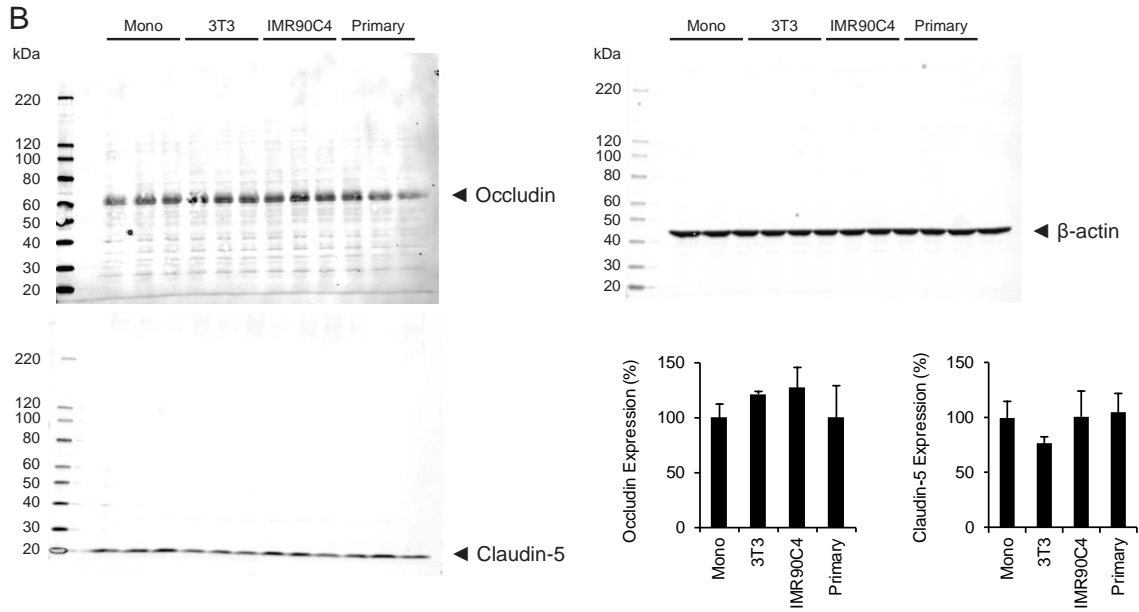 B
Mono 3T3 IMR90C4 Primary
kDa
220
120
100
80
60
50
40
30
20
Occludin
Mono 3T3 IMR90C4 Primary
kDa
220
120
100
80
60
50
40
30
20
β-actin
220
120
100
80
60
50
40
30
20
Claudin-5
Occludin Expression (%)
150
100
50
0
Mono
3T3
IMR90C4
Primary
Claudin-5 Expression (%)
150
100
50
0
Mono
3T3
IMR90C4
Primary